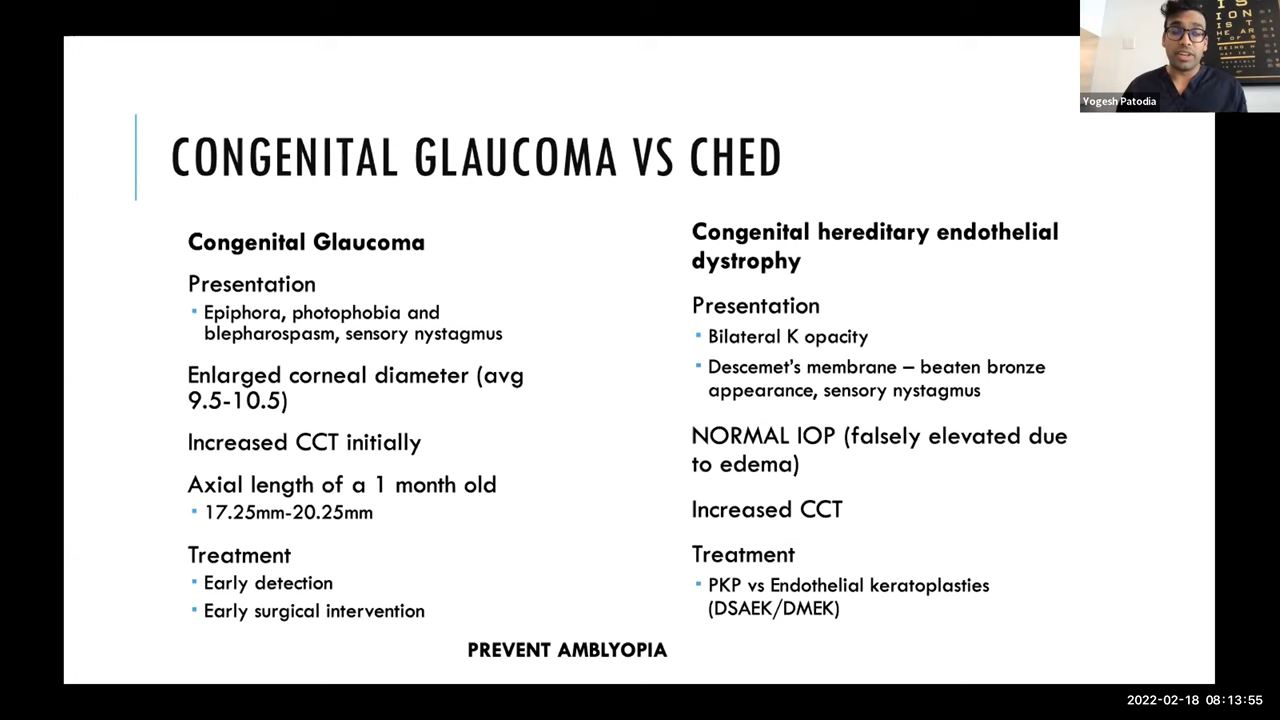 CONGENITAL GLAUCOMA VS CHED
Congenital Glaucoma
Presentation
Epiphora, photophobia and
blepharospasm, sensory nystagmus
Enlarged corneal diameter (avg
9.5-10.5)
Increased CCT initially
Axial length of a 1 month old
17.25mm-20.25mm
Treatment
Early detection
Early surgical intervention
Congenital hereditary endothelial
dystrophy
Presentation
Bilateral K opacity
Descemet's membrane – beaten bronze
appearance, sensory nystagmus
NORMAL IOP (falsely elevated due
to edema)
Increased CCT
Treatment
PKP vs Endothelial keratoplasties
(DSAEK/DMEK)
PREVENT AMBLYOPIA
Yogesh Patodia
2022-02-18 08:13:55